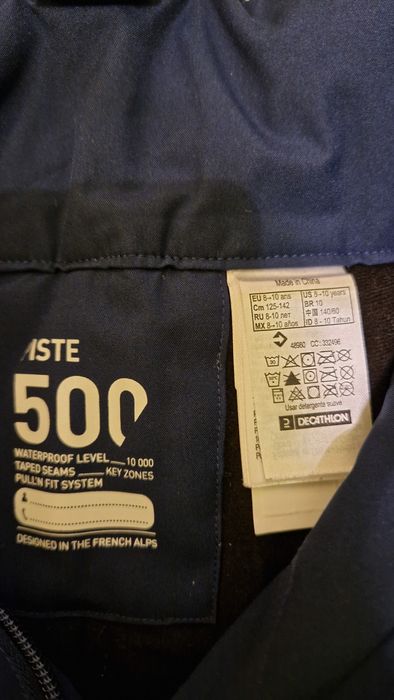 ISTE
500
WATERPROOF LEVEL 10 000
TAPED SEAMS KEY ZONES
PULL'N FIT SYSTEM
DESIGNED IN THE FRENCH ALPS
Made in China
EU 8-10 ans US 8-10 years
Cm 125-142 BR 10
RU 8-10 лет 中国 140/60
MX 8-10 años ID 8 - 10 Tahun
48980 CC: 332496
30
Usar detergente suave
DECATHLON